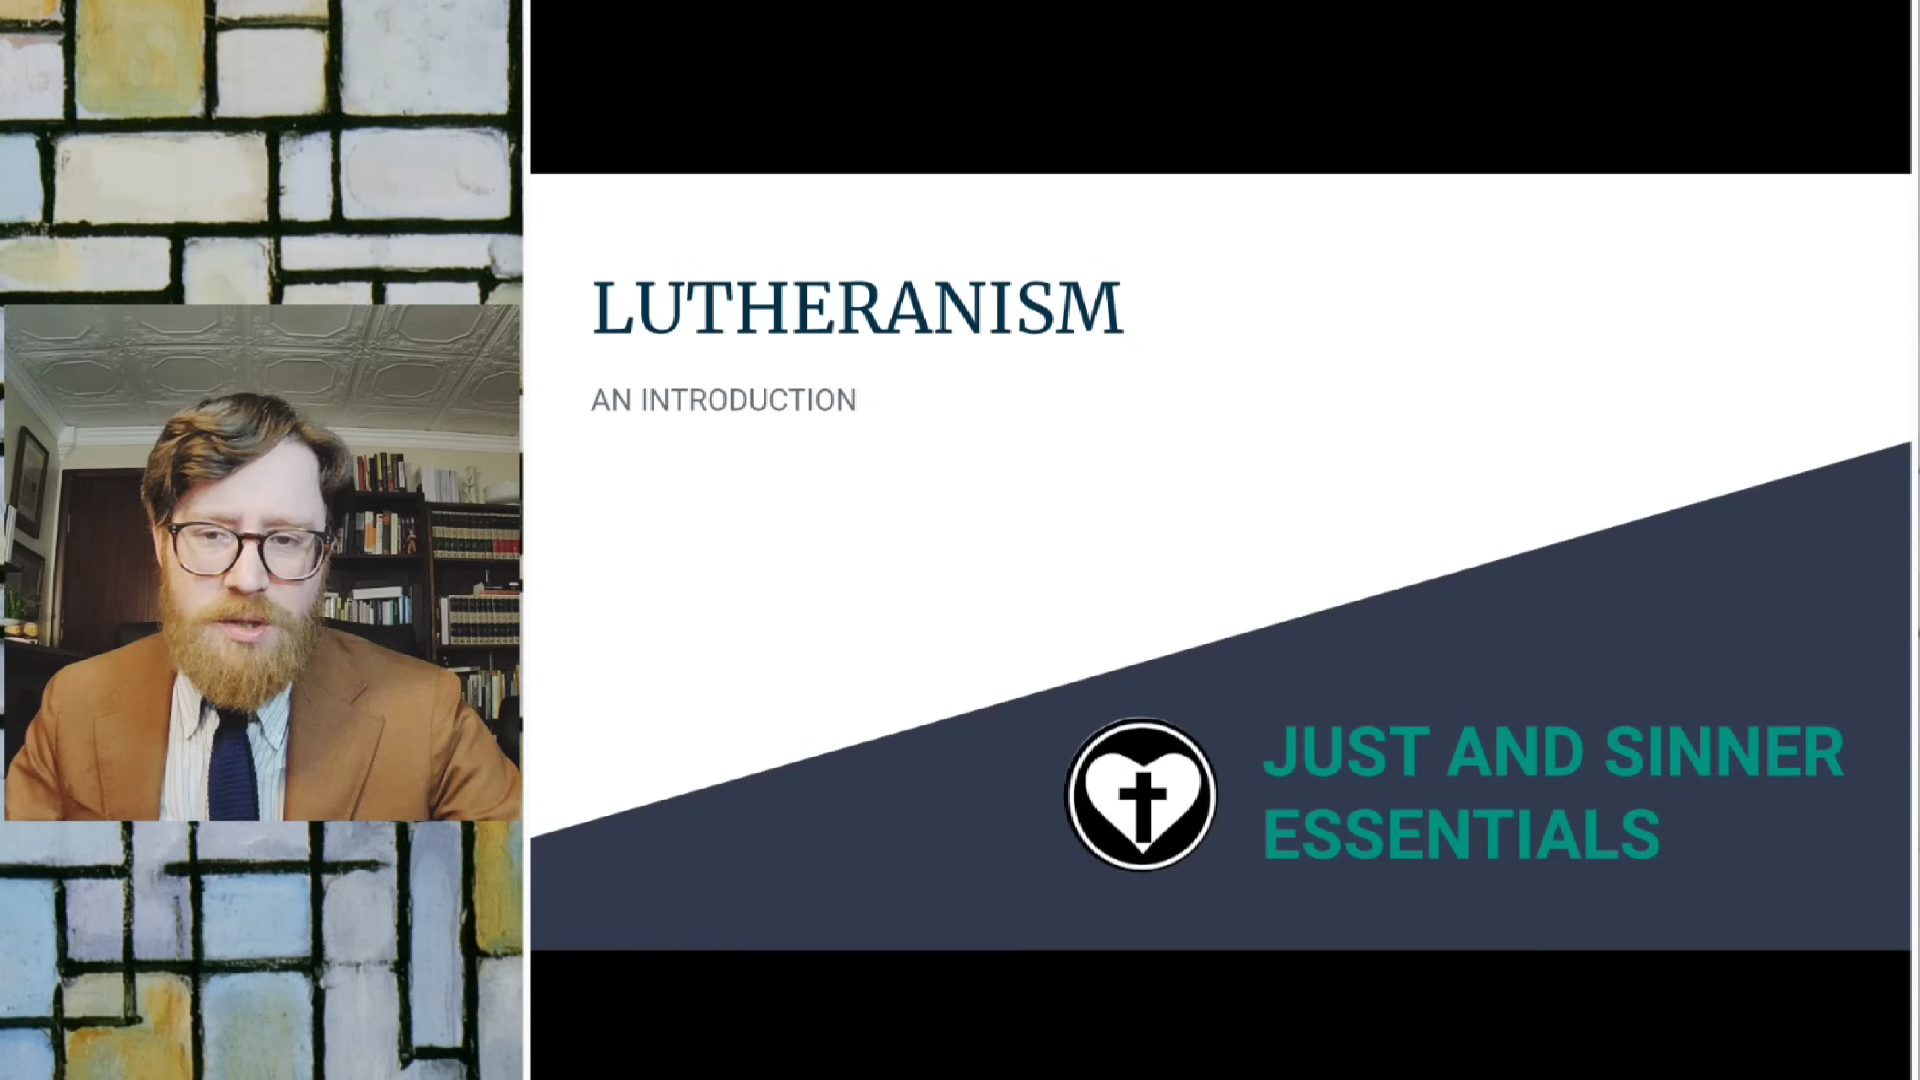 LUTHERANISM
AN INTRODUCTION
JUST AND SINNER
ESSENTIALS